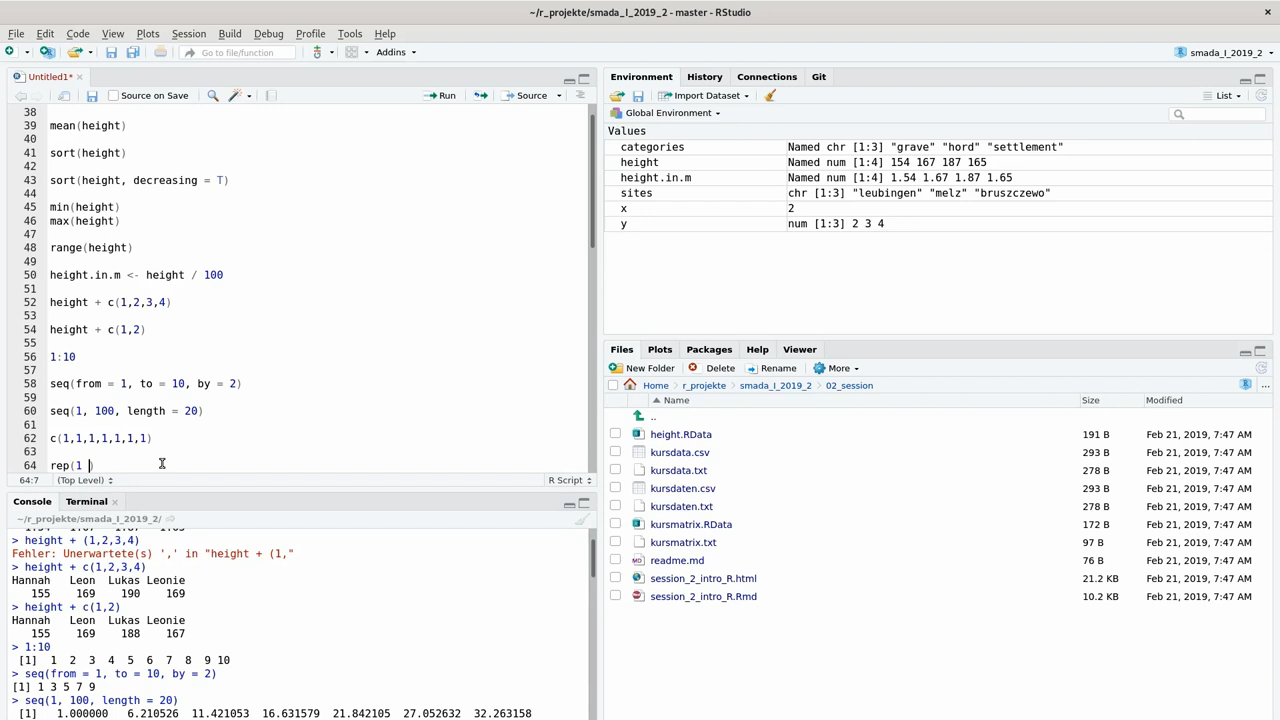 ~/r_projekte/smada_I_2019_2 - master - RStudio
File Edit Code View Plots Session Build Debug Profile Tools Help
Go to file/function
Addins
smada_I_2019_2
Untitled1*
Source on Save
Run
Source
38
39 mean(height)
40
41 sort(height)
42
43 sort(height, decreasing = T)
44
45 min(height)
46 max(height)
47
48 range(height)
49
50 height.in.m <- height / 100
51
52 height + c(1,2,3,4)
53
54 height + c(1,2)
55
56 1:10
57
58 seq(from = 1, to = 10, by = 2)
59
60 seq(1, 100, length = 20)
61
62 c(1,1,1,1,1,1,1)
63
64 rep(1 )
64:7 (Top Level) R Script
Console Terminal
~/r_projekte/smada_I_2019_2/
> height + (1,2,3,4)
Fehler: Unerwartete(s) ',' in "height + (1,"
> height + c(1,2,3,4)
Hannah Leon Lukas Leonie
155 169 190 169
> height + c(1,2)
Hannah Leon Lukas Leonie
155 169 188 167
> 1:10
[1] 1 2 3 4 5 6 7 8 9 10
> seq(from = 1, to = 10, by = 2)
[1] 1 3 5 7 9
> seq(1, 100, length = 20)
[1] 1.000000 6.210526 11.421053 16.631579 21.842105 27.052632 32.263158
Environment History Connections Git
Import Dataset
List
Global Environment
Values
categories Named chr [1:3] "grave" "hord" "settlement"
height Named num [1:4] 154 167 187 165
height.in.m Named num [1:4] 1.54 1.67 1.87 1.65
sites chr [1:3] "leubingen" "melz" "bruszczewo"
x 2
y num [1:3] 2 3 4
Files Plots Packages Help Viewer
New Folder Delete Rename More
Home r_projekte smada_I_2019_2 02_session ...
Name Size Modified
..
height.RData 191 B Feb 21, 2019, 7:47 AM
kursdata.csv 293 B Feb 21, 2019, 7:47 AM
kursdata.txt 278 B Feb 21, 2019, 7:47 AM
kursdaten.csv 293 B Feb 21, 2019, 7:47 AM
kursdaten.txt 278 B Feb 21, 2019, 7:47 AM
kursmatrix.RData 172 B Feb 21, 2019, 7:47 AM
kursmatrix.txt 97 B Feb 21, 2019, 7:47 AM
readme.md 76 B Feb 21, 2019, 7:47 AM
session_2_intro_R.html 21.2 KB Feb 21, 2019, 7:47 AM
session_2_intro_R.Rmd 10.2 KB Feb 21, 2019, 7:47 AM